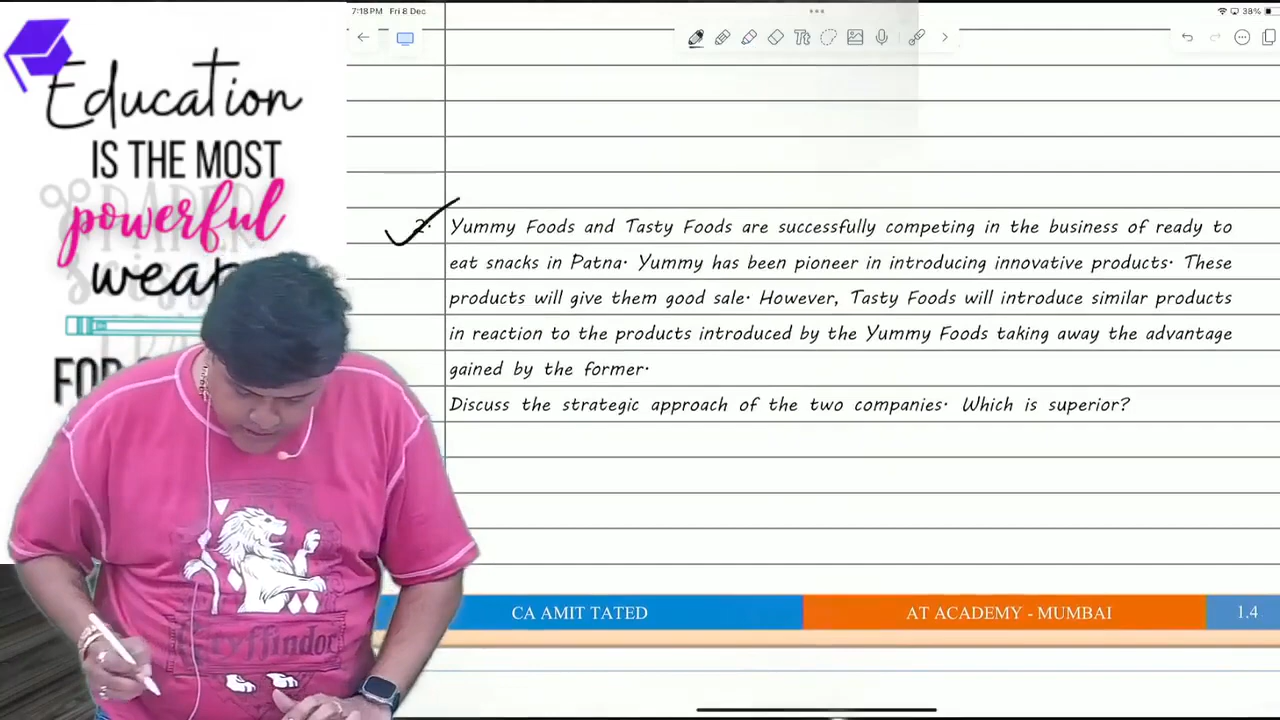 7:18 PM Fri 8 Dec
38%
Education
IS THE MOST
powerful
2. Yummy Foods and Tasty Foods are successfully competing in the business of ready to
eat snacks in Patna. Yummy has been pioneer in introducing innovative products. These
products will give them good sale. However, Tasty Foods will introduce similar products
in reaction to the products introduced by the Yummy Foods taking away the advantage
gained by the former.
Discuss the strategic approach of the two companies. Which is superior?
Gryffindor
CA AMIT TATED
AT ACADEMY - MUMBAI
1.4